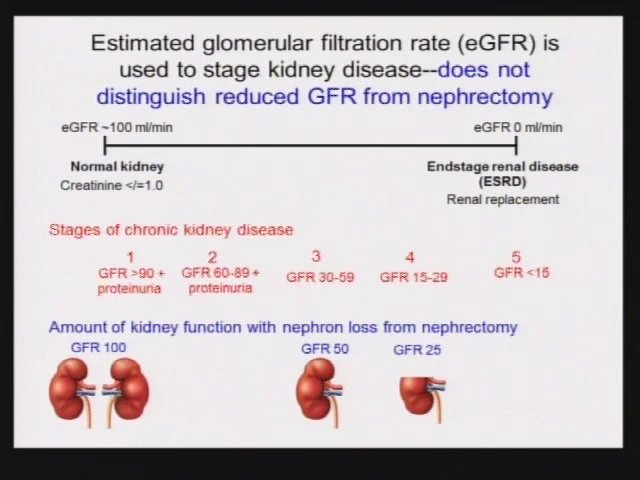 Estimated glomerular filtration rate (eGFR) is
used to stage kidney disease--does not
distinguish reduced GFR from nephrectomy
eGFR ~100 ml/min
eGFR 0 ml/min
Normal kidney
Creatinine </=1.0
Endstage renal disease
(ESRD)
Renal replacement
Stages of chronic kidney disease
1
GFR >90 +
proteinuria
2
GFR 60-89 +
proteinuria
3
GFR 30-59
4
GFR 15-29
5
GFR <15
Amount of kidney function with nephron loss from nephrectomy
GFR 100
GFR 50
GFR 25